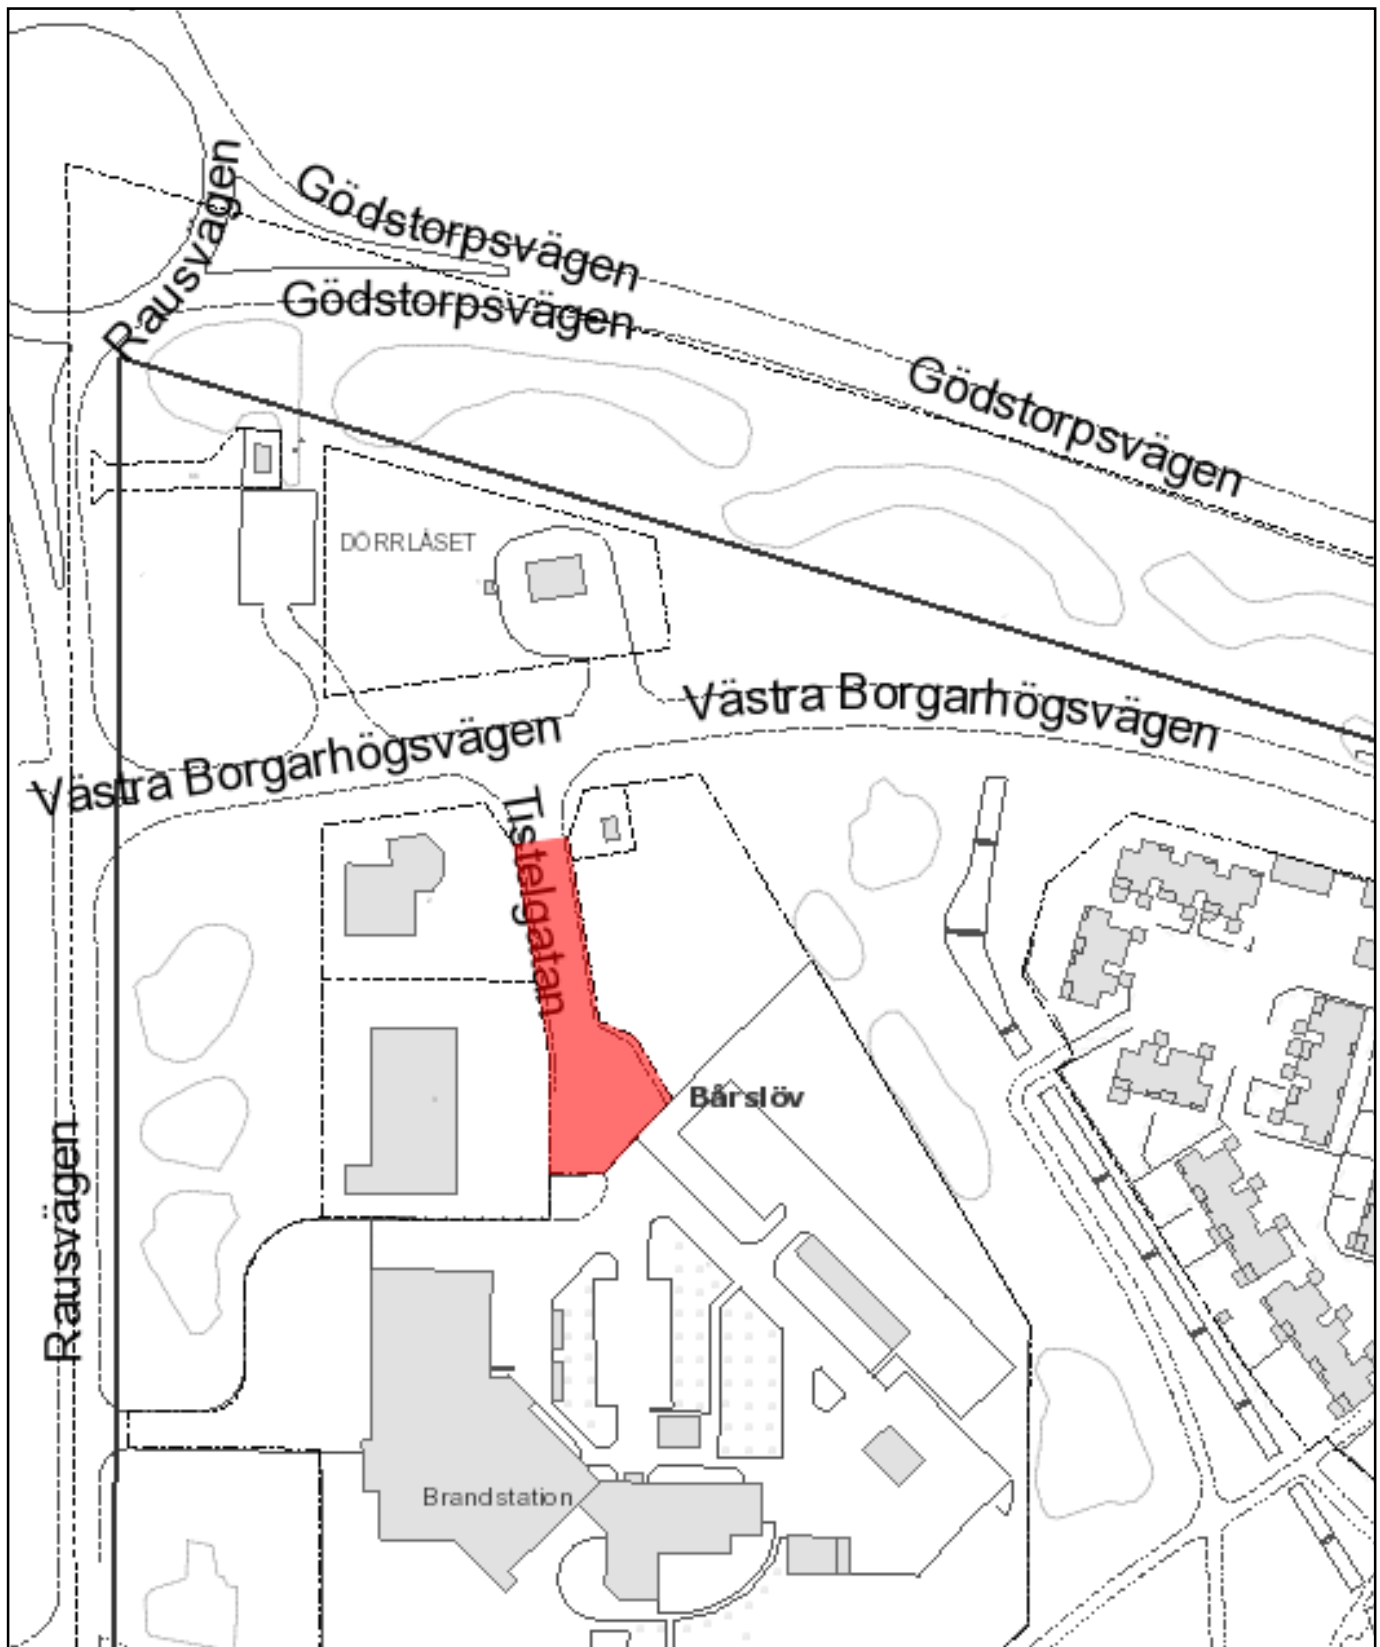 Rausvägen
Gödstorpsvägen
Gödstorpsvägen
Gödstorpsvägen
DÖRRLÅSET
Västra Borgarhögsvägen
Västra Borgarhögsvägen
Tistelgatan
Bårslöv
Rausvägen
Brandstation